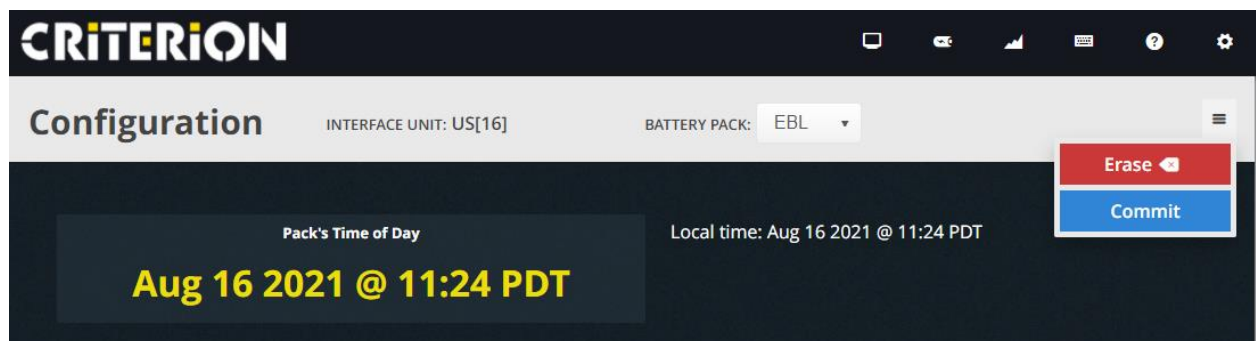 CRiTERiON
Configuration
INTERFACE UNIT: US[16]
BATTERY PACK: EBL
Erase
Commit
Pack's Time of Day
Aug 16 2021 @ 11:24 PDT
Local time: Aug 16 2021 @ 11:24 PDT